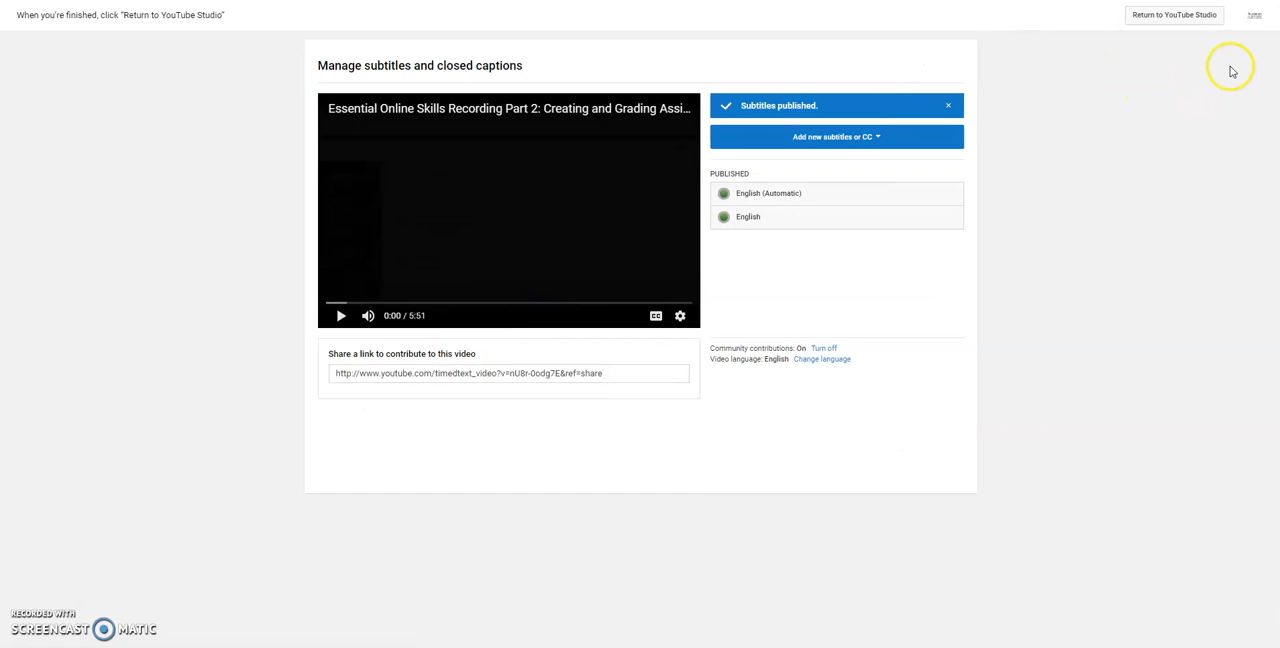 When you're finished, click "Return to YouTube Studio"
Return to YouTube Studio
Manage subtitles and closed captions
Essential Online Skills Recording Part 2: Creating and Grading Assi...
Subtitles published.
Add new subtitles or CC
PUBLISHED
English (Automatic)
English
0:00 / 5:51
CC
Share a link to contribute to this video
http://www.youtube.com/timedtext_video?v=nU8r-0odg7E&ref=share
Community contributions: On Turn off
Video language: English Change language
RECORDED WITH
SCREENCAST MATIC